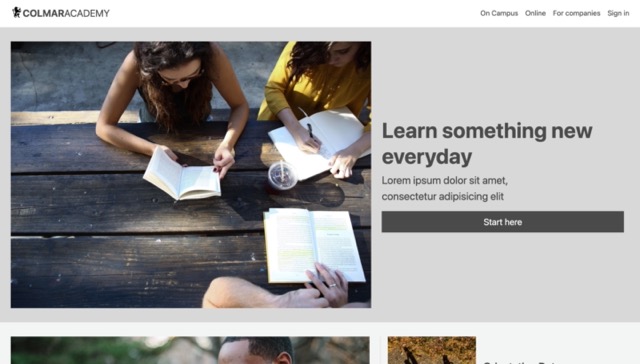 COLMARACADEMY
On Campus Online For companies Sign in
Learn something new
everyday
Lorem ipsum dolor sit amet,
consectetur adipisicing elit
Start here